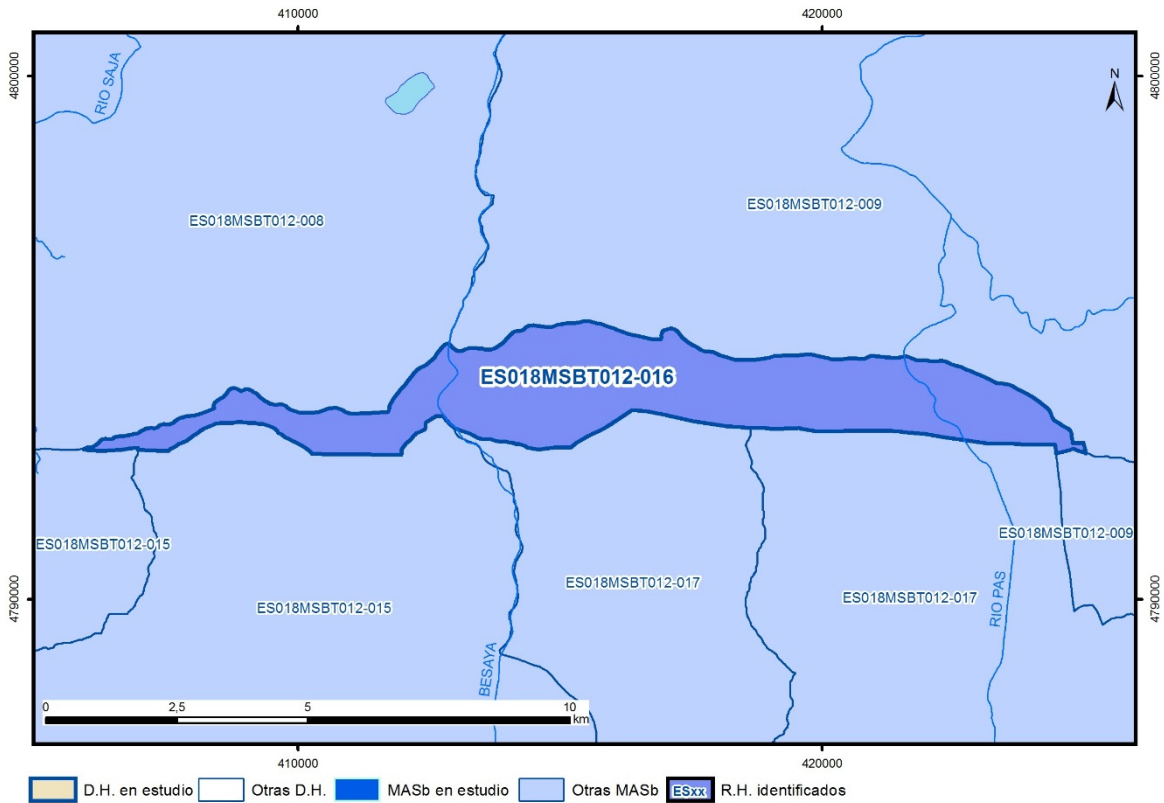 410000
420000
4800000
4800000
RIO SAJA
N
ES018MSBT012-008
ES018MSBT012-009
ES018MSBT012-016
ES018MSBT012-015
ES018MSBT012-009
ES018MSBT012-017
ES018MSBT012-015
ES018MSBT012-017
4790000
4790000
BESAYA
RIO PAS
0
2,5
5
10
km
410000
420000
D.H. en estudio
Otras D.H.
MASb en estudio
Otras MASb
ESxx
R.H. identificados